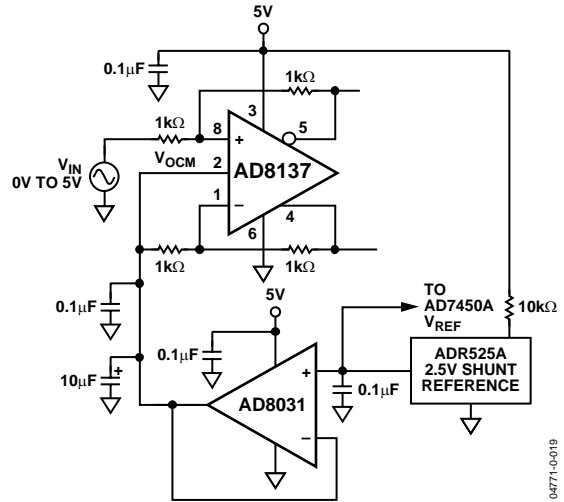 5V
0.1µF
1kΩ
3
5
1kΩ
8
+
VIN
0V TO 5V
VOCM
2
AD8137
1
–
4
6
1kΩ
1kΩ
0.1µF
5V
TO
AD7450A
VREF
10kΩ
0.1µF
10µF
+
+
0.1µF
ADR525A
2.5V SHUNT
REFERENCE
AD8031
–
04771-0-019